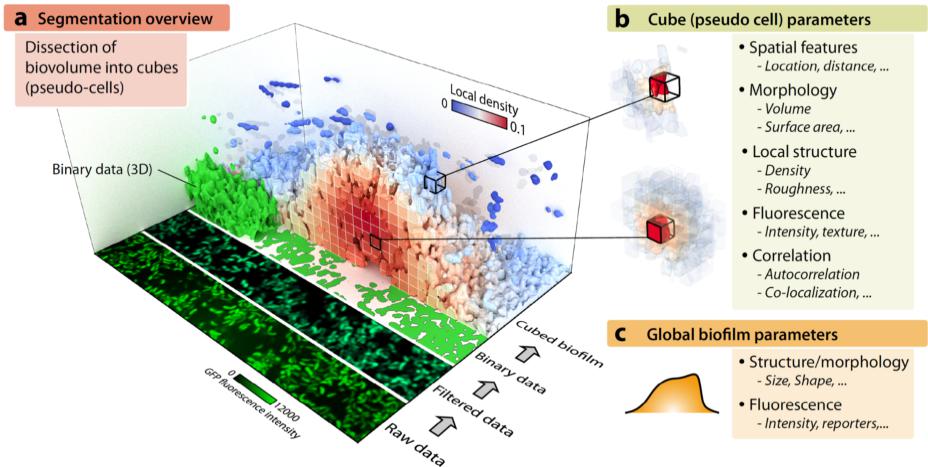 a Segmentation overview
Dissection of
biovolume into cubes
(pseudo-cells)
Binary data (3D)
Local density
0
0.1
Cubed biofilm
Binary data
Filtered data
Raw data
0
12000
GFP fluorescence intensity
b Cube (pseudo cell) parameters
• Spatial features
- Location, distance, ...
• Morphology
- Volume
- Surface area, ...
• Local structure
- Density
- Roughness, ...
• Fluorescence
- Intensity, texture, ...
• Correlation
- Autocorrelation
- Co-localization, ...
c Global biofilm parameters
• Structure/morphology
- Size, Shape, ...
• Fluorescence
- Intensity, reporters,...